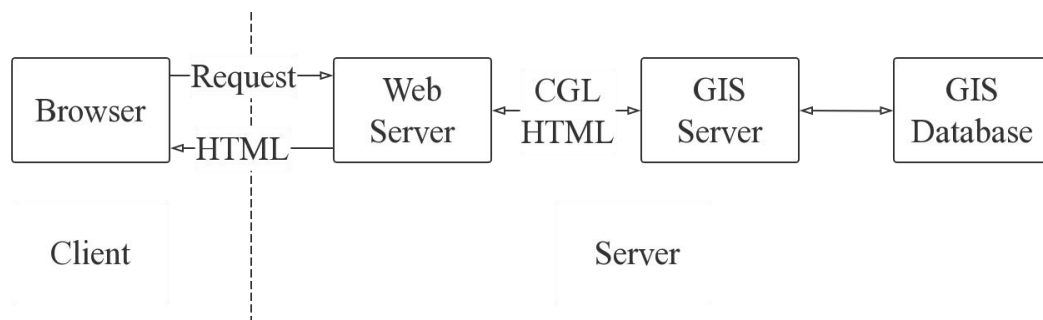 Browser
Request
HTML
Web
Server
CGL
HTML
GIS
Server
GIS
Database
Client
Server